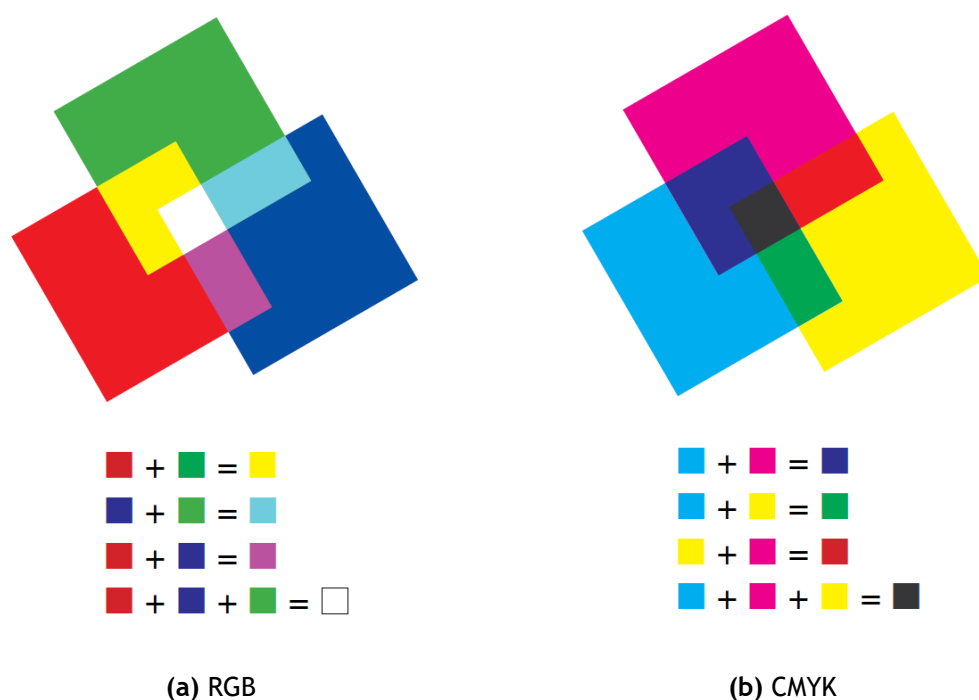 + =
+ =
+ =
+ + =
(a) RGB
+ =
+ =
+ =
+ + =
(b) CMYK